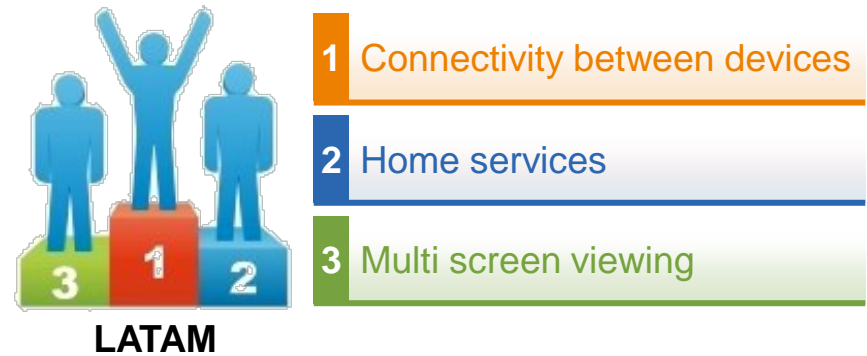 1 Connectivity between devices
2 Home services
3 Multi screen viewing
3 1 2
LATAM